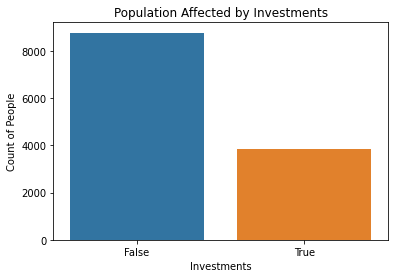 Population Affected by Investments
Count of People
8000
6000
4000
2000
0
False True
Investments